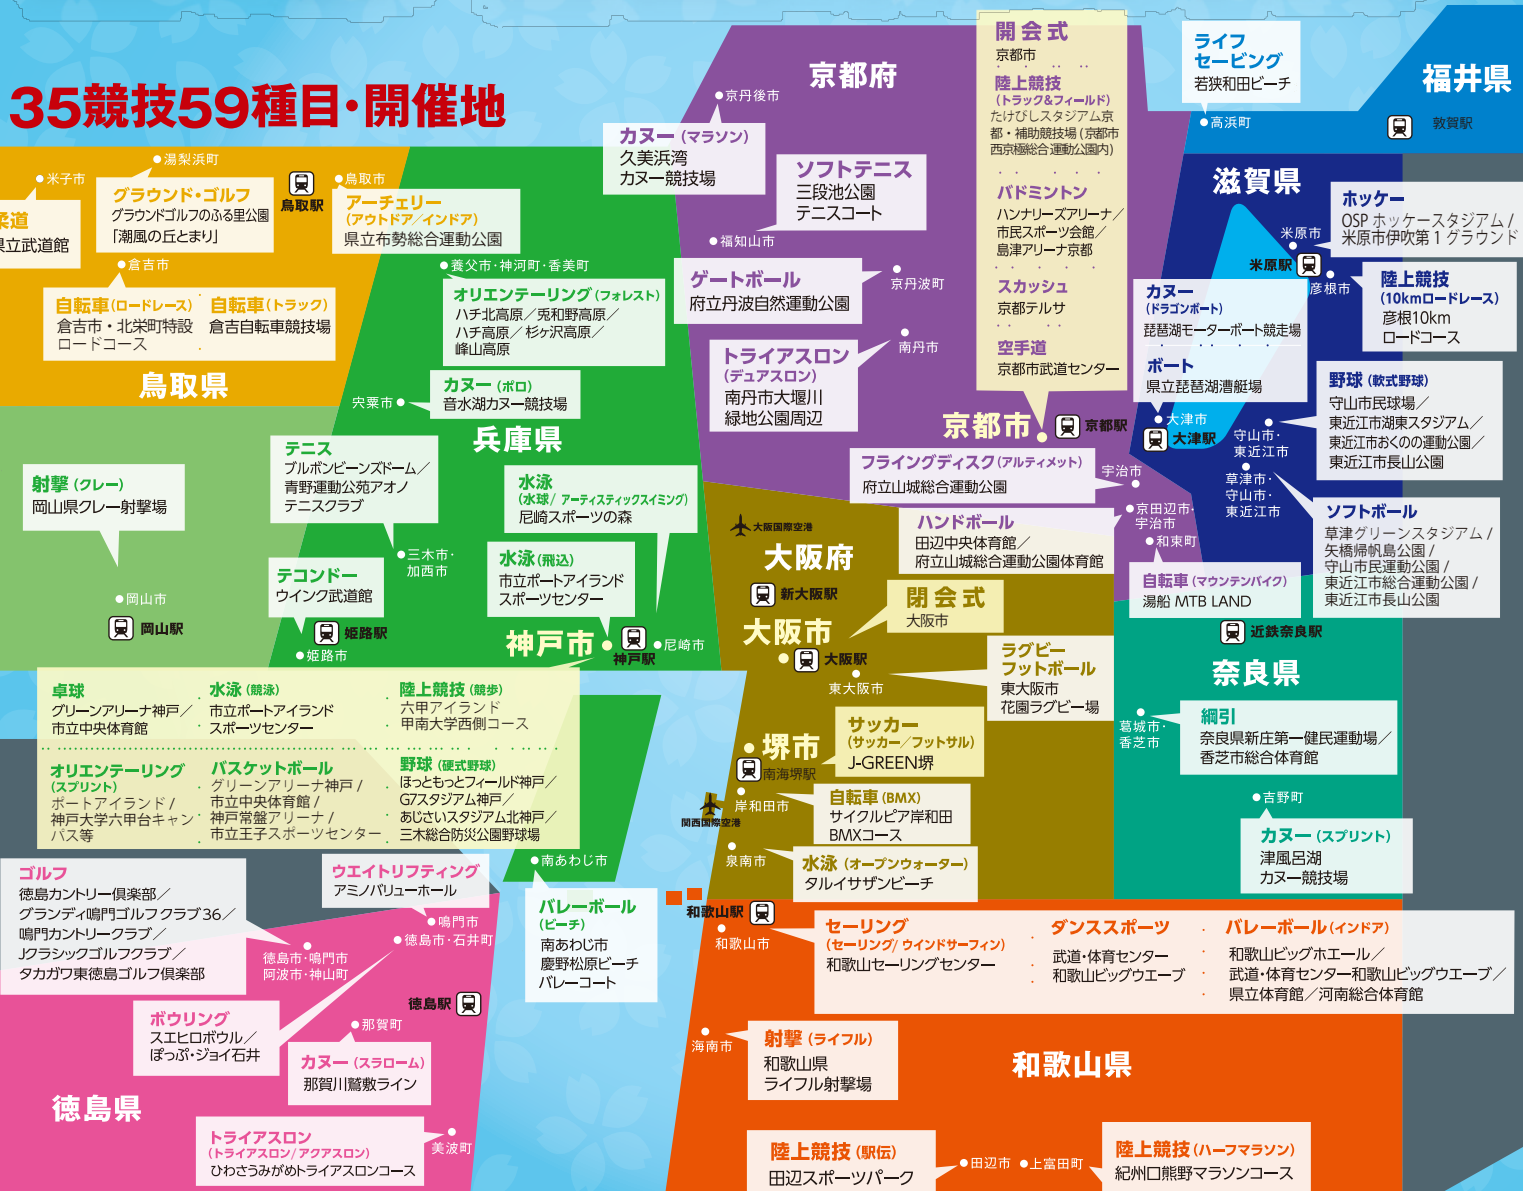 35競技59種目・開催地
鳥取県
湯梨浜町
米子市
柔道
県立武道館
グラウンド・ゴルフ
グラウンドゴルフのふる里公園
「潮風の丘とまり」
鳥取駅
鳥取市
アーチェリー
(アウトドア／インドア)
県立布勢総合運動公園
倉吉市
自転車(ロードレース)
倉吉市・北栄町特設
ロードコース
自転車(トラック)
倉吉自転車競技場
射撃(クレー)
岡山県クレー射撃場
岡山市
岡山駅
兵庫県
養父市・神河町・香美町
オリエンテーリング(フォレスト)
ハチ北高原／兎和野高原／
ハチ高原／杉ヶ沢高原／
峰山高原
宍粟市
カヌー(ポロ)
音水湖カヌー競技場
テニス
ブルボンビーンズドーム／
青野運動公苑アオノ
テニスクラブ
三木市・
加西市
水泳
(水球/ アーティスティックスイミング)
尼崎スポーツの森
水泳(飛込)
市立ポートアイランド
スポーツセンター
テコンドー
ウインク武道館
姫路駅
姫路市
神戸市
神戸駅
尼崎市
卓球
グリーンアリーナ神戸／
市立中央体育館
水泳(競泳)
市立ポートアイランド
スポーツセンター
陸上競技(競歩)
六甲アイランド
甲南大学西側コース
オリエンテーリング
(スプリント)
ポートアイランド /
神戸大学六甲台キャン
パス等
バスケットボール
グリーンアリーナ神戸 /
市立中央体育館 /
神戸常盤アリーナ /
市立王子スポーツセンター
野球(硬式野球)
ほっともっとフィールド神戸／
G7スタジアム神戸／
あじさいスタジアム北神戸／
三木総合防災公園野球場
南あわじ市
バレーボール
(ビーチ)
南あわじ市
慶野松原ビーチ
バレーコート
京都府
京丹後市
カヌー(マラソン)
久美浜湾
カヌー競技場
ソフトテニス
三段池公園
テニスコート
福知山市
ゲートボール
府立丹波自然運動公園
京丹波町
トライアスロン
(デュアスロン)
南丹市大堰川
緑地公園周辺
南丹市
開会式
京都市
陸上競技
(トラック&フィールド)
たけびしスタジアム京
都・補助競技場(京都市
西京極総合運動公園内)
バドミントン
ハンナリーズアリーナ／
市民スポーツ会館／
島津アリーナ京都
スカッシュ
京都テルサ
空手道
京都市武道センター
京都市
京都駅
フライングディスク(アルティメット)
府立山城総合運動公園
宇治市
ハンドボール
田辺中央体育館／
府立山城総合運動公園体育館
京田辺市・
宇治市
和束町
自転車(マウンテンバイク)
湯船 MTB LAND
ライフ
セービング
若狭和田ビーチ
高浜町
福井県
敦賀駅
滋賀県
ホッケー
OSP ホッケースタジアム /
米原市伊吹第1グラウンド
米原市
米原駅
彦根市
陸上競技
(10kmロードレース)
彦根10km
ロードコース
カヌー
(ドラゴンボート)
琵琶湖モーターボート競走場
ボート
県立琵琶湖漕艇場
大津市
大津駅
野球(軟式野球)
守山市民球場／
東近江市湖東スタジアム／
東近江市おくのの運動公園／
東近江市長山公園
守山市・
東近江市
草津市・
守山市・
東近江市
ソフトボール
草津グリーンスタジアム /
矢橋帰帆島公園 /
守山市民運動公園 /
東近江市総合運動公園 /
東近江市長山公園
大阪国際空港
大阪府
新大阪駅
閉会式
大阪市
大阪市
大阪駅
ラグビー
フットボール
東大阪市
花園ラグビー場
東大阪市
サッカー
(サッカー／フットサル)
J-GREEN堺
堺市
南海堺駅
岸和田市
自転車(BMX)
サイクルピア岸和田
BMXコース
関西国際空港
泉南市
水泳(オープンウォーター)
タルイサザンビーチ
近鉄奈良駅
奈良県
葛城市・
香芝市
綱引
奈良県新庄第一健民運動場／
香芝市総合体育館
吉野町
カヌー(スプリント)
津風呂湖
カヌー競技場
ゴルフ
徳島カントリー倶楽部／
グランディ鳴門ゴルフクラブ36／
鳴門カントリークラブ／
Jクラシックゴルフクラブ／
タカガワ東徳島ゴルフ倶楽部
ウエイトリフティング
アミノバリューホール
鳴門市
徳島市・石井町
徳島市・鳴門市
阿波市・神山町
徳島駅
ボウリング
スエヒロボウル／
ぽっぷ・ジョイ石井
那賀町
カヌー(スラローム)
那賀川鷲敷ライン
徳島県
トライアスロン
(トライアスロン/アクアスロン)
ひわさうみがめトライアスロンコース
美波町
和歌山駅
和歌山市
セーリング
(セーリング/ ウインドサーフィン)
和歌山セーリングセンター
ダンススポーツ
武道・体育センター
和歌山ビッグウエーブ
バレーボール(インドア)
和歌山ビッグホエール／
武道・体育センター和歌山ビッグウエーブ／
県立体育館／河南総合体育館
海南市
射撃(ライフル)
和歌山県
ライフル射撃場
和歌山県
陸上競技(駅伝)
田辺スポーツパーク
田辺市
上富田町
陸上競技(ハーフマラソン)
紀州口熊野マラソンコース